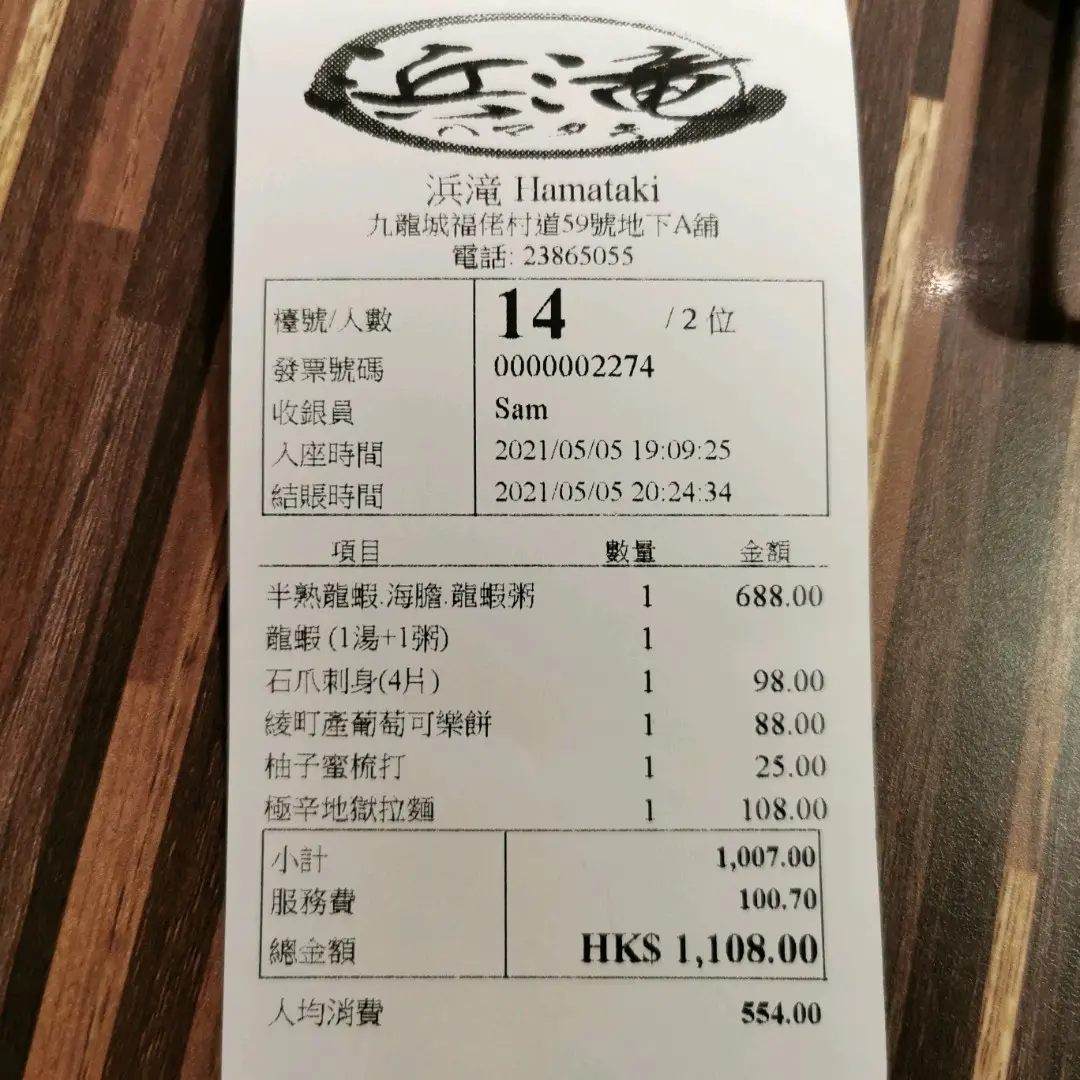 浜滝
ハマタキ
浜滝 Hamataki
九龍城福佬村道59號地下A舖
電話: 23865055
檯號/人數 14 / 2 位
發票號碼 0000002274
收銀員 Sam
入座時間 2021/05/05 19:09:25
結賬時間 2021/05/05 20:24:34
項目 數量 金額
半熟龍蝦.海膽.龍蝦粥 1 688.00
龍蝦 (1湯+1粥) 1
石爪刺身(4片) 1 98.00
綾町產葡萄可樂餅 1 88.00
柚子蜜梳打 1 25.00
極辛地獄拉麵 1 108.00
小計 1,007.00
服務費 100.70
總金額 HK$ 1,108.00
人均消費 554.00